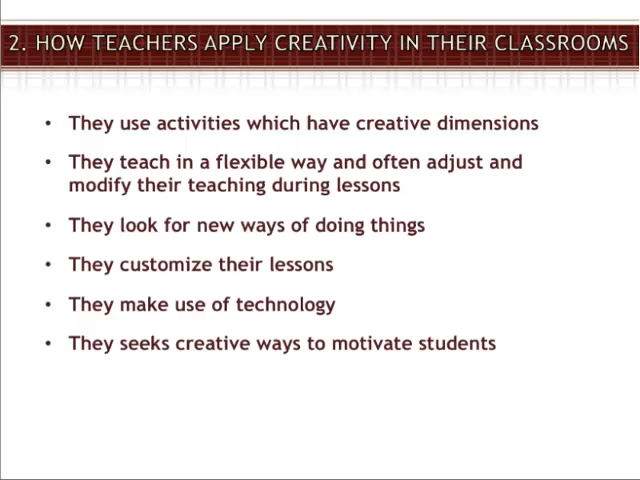 2. HOW TEACHERS APPLY CREATIVITY IN THEIR CLASSROOMS
• They use activities which have creative dimensions
• They teach in a flexible way and often adjust and
modify their teaching during lessons
• They look for new ways of doing things
• They customize their lessons
• They make use of technology
• They seeks creative ways to motivate students